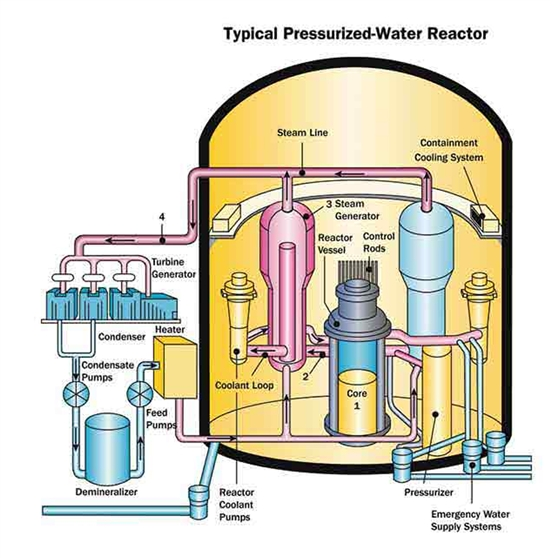 Typical Pressurized-Water Reactor
Steam Line
Containment
Cooling System
4
3 Steam
Generator
Reactor
Vessel
Control
Rods
Turbine
Generator
Condenser
Heater
Condensate
Pumps
Coolant Loop
2
Core
1
Feed
Pumps
Demineralizer
Reactor
Coolant
Pumps
Pressurizer
Emergency Water
Supply Systems